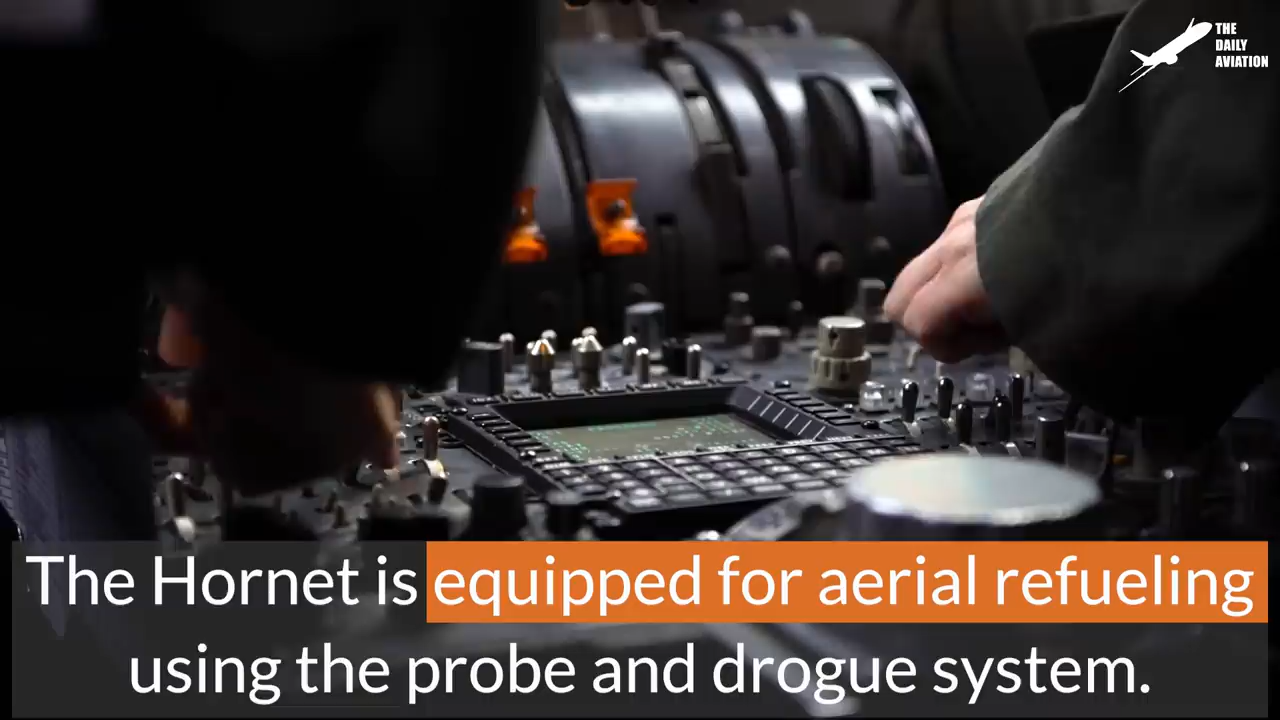 THE
DAILY
AVIATION
The Hornet is equipped for aerial refueling
using the probe and drogue system.